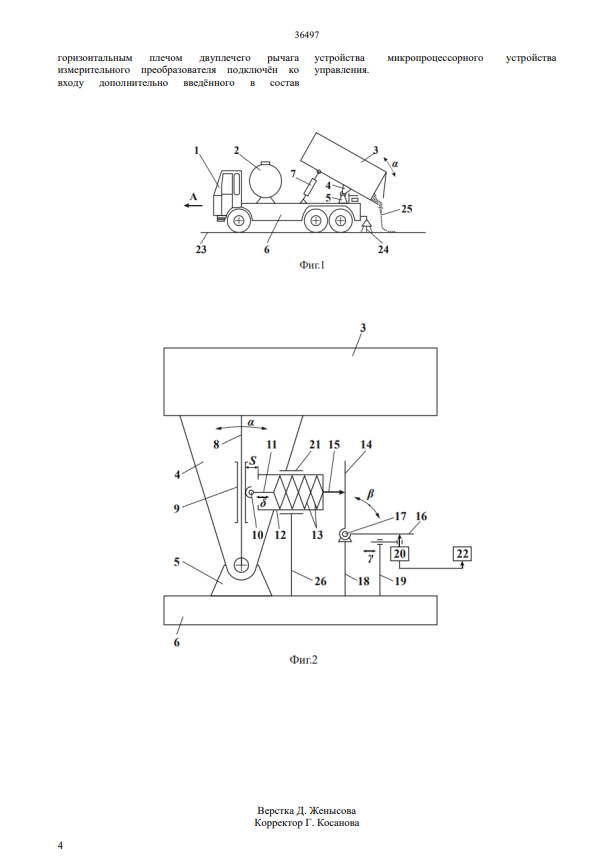 36497
горизонтальным плечом двуплечего рычага
измерительного преобразователя подключён ко
входу дополнительно введённого в состав
устройства микропроцессорного устройства
управления.
1
2
3
α
7
4
5
A
25
23
6
24
Фиг.1
3
α
8
11
21
15
14
S
4
β
9
δ
17
16
10
12
13
20
22
5
γ
26
18
19
6
Фиг.2
Верстка Д. Женысова
Корректор Г. Косанова
4